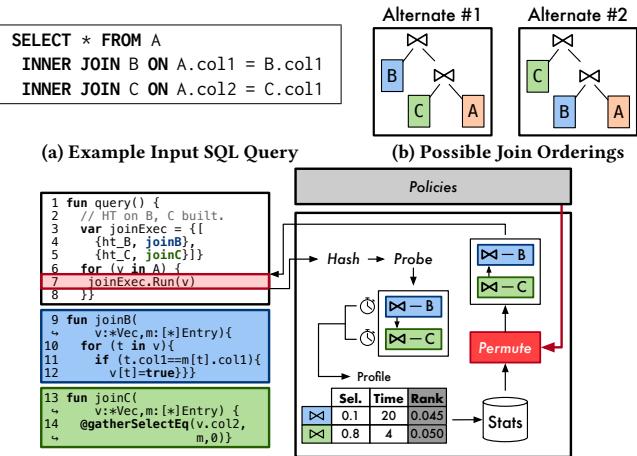 SELECT * FROM A
INNER JOIN B ON A.col1 = B.col1
INNER JOIN C ON A.col2 = C.col1
(a) Example Input SQL Query
Alternate #1
⋈
B
⋈
C
A
Alternate #2
⋈
C
⋈
B
A
(b) Possible Join Orderings
1 fun query() {
2 // HT on B, C built.
3 var joinExec = {[
4 {ht_B, joinB},
5 {ht_C, joinC}]}
6 for (v in A) {
7 joinExec.Run(v)
8 }}
9 fun joinB(
↪ v:*Vec,m:[*]Entry){
10 for (t in v){
11 if (t.col1==m[t].col1){
12 v[t]=true}}}
13 fun joinC(
↪ v:*Vec,m:[*]Entry) {
14 @gatherSelectEq(v.col2,
↪ m,0)}
Policies
Hash
Probe
⋈ — B
⋈ — C
Profile
Sel. Time Rank
⋈ 0.1 20 0.045
⋈ 0.8 4 0.050
⋈ — B
⋈ — C
Permute
Stats